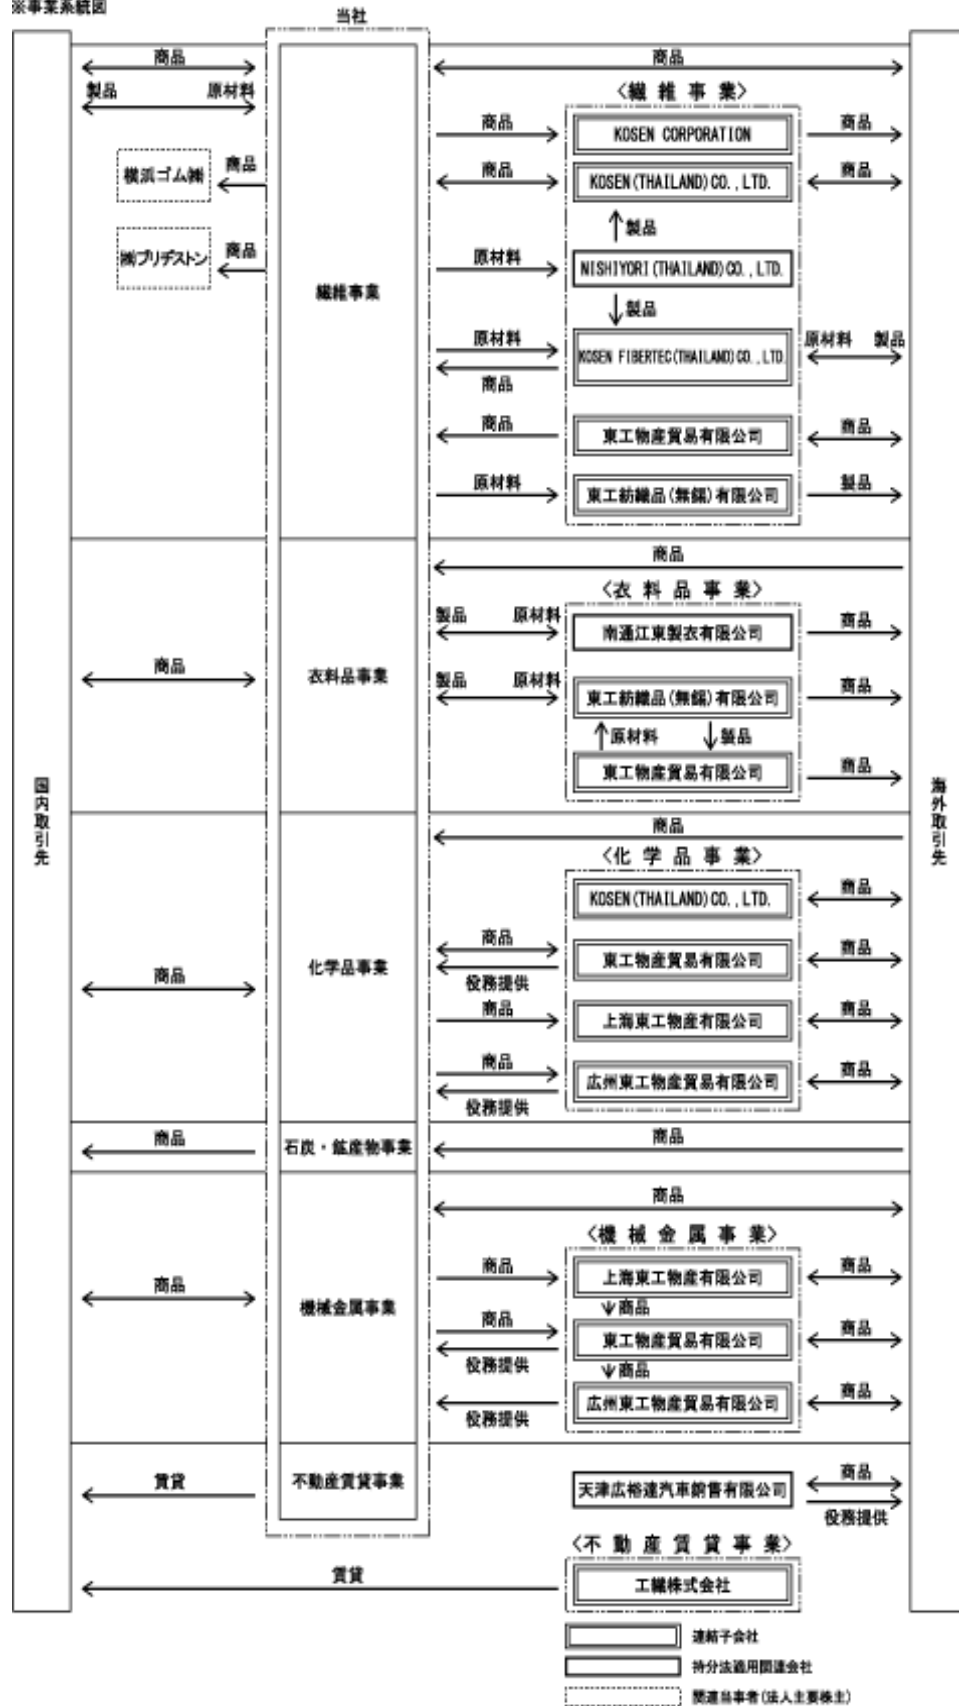 ※事業系統図
当社
国内取引先
海外取引先
商品
製品 原材料
横浜ゴム㈱
商品
㈱ブリヂストン
商品
繊維事業
商品
〈繊維事業〉
商品
KOSEN CORPORATION
商品
商品
KOSEN(THAILAND)CO.,LTD.
商品
製品
原材料
NISHIYORI(THAILAND)CO.,LTD.
製品
原材料
商品
KOSEN FIBERTEC(THAILAND)CO.,LTD.
原材料 製品
商品
東工物産貿易有限公司
商品
原材料
東工紡織品(無錫)有限公司
製品
商品
衣料品事業
商品
〈衣料品事業〉
製品 原材料
南通江東製衣有限公司
商品
製品 原材料
東工紡織品(無錫)有限公司
商品
原材料 製品
東工物産貿易有限公司
商品
商品
化学品事業
商品
〈化学品事業〉
KOSEN(THAILAND)CO.,LTD.
商品
商品
役務提供
東工物産貿易有限公司
商品
商品
上海東工物産有限公司
商品
商品
役務提供
広州東工物産貿易有限公司
商品
商品
石炭・鉱産物事業
商品
商品
機械金属事業
商品
〈機械金属事業〉
商品
上海東工物産有限公司
商品
商品
商品
役務提供
東工物産貿易有限公司
商品
商品
役務提供
広州東工物産貿易有限公司
商品
賃貸
不動産賃貸事業
天津広裕達汽車銷售有限公司
商品
役務提供
〈不動産賃貸事業〉
賃貸
工織株式会社
連結子会社
持分法適用関連会社
関連当事者(法人主要株主)